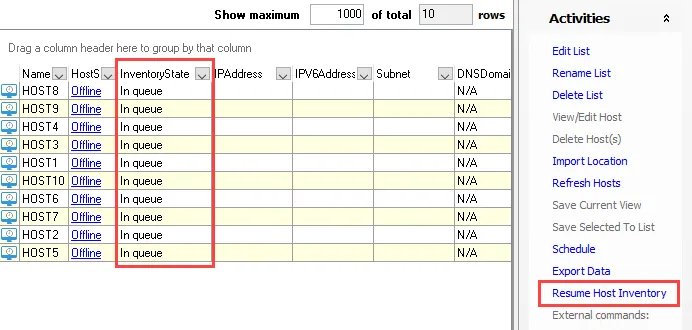 Show maximum 1000 of total 10 rows
Drag a column header here to group by that column
Name HostS InventoryState IPAddress IPV6Address Subnet DNSDomai
HOST8 Offline In queue N/A
HOST9 Offline In queue N/A
HOST4 Offline In queue N/A
HOST3 Offline In queue N/A
HOST1 Offline In queue N/A
HOST10 Offline In queue N/A
HOST6 Offline In queue N/A
HOST7 Offline In queue N/A
HOST2 Offline In queue N/A
HOST5 Offline In queue N/A
Activities
Edit List
Rename List
Delete List
View/Edit Host
Delete Host(s)
Import Location
Refresh Hosts
Save Current View
Save Selected To List
Schedule
Export Data
Resume Host Inventory
External commands: